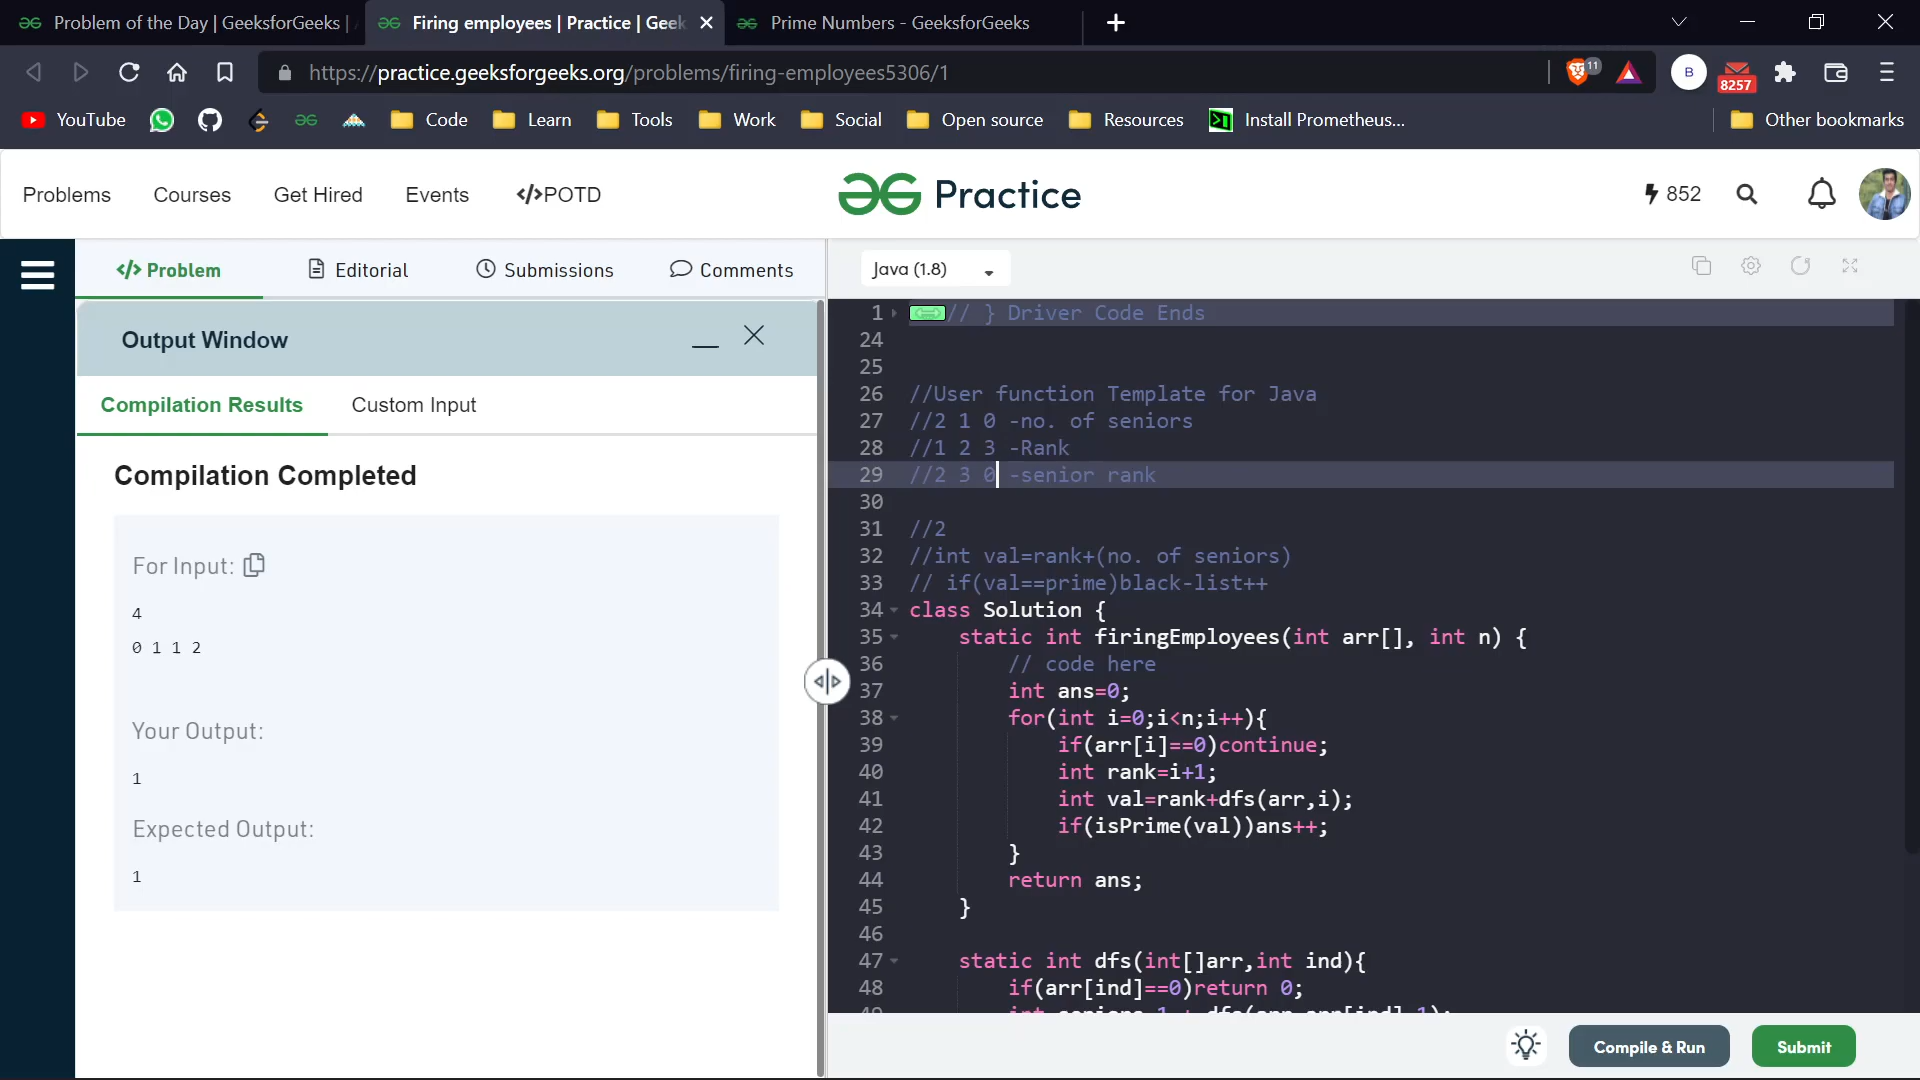 Problem of the Day | GeeksforGeeks |
Firing employees | Practice | Geek
Prime Numbers - GeeksforGeeks
https://practice.geeksforgeeks.org/problems/firing-employees5306/1
11
B
8257
YouTube
Code
Learn
Tools
Work
Social
Open source
Resources
Install Prometheus...
Other bookmarks
Problems
Courses
Get Hired
Events
</>POTD
Practice
852
</> Problem
Editorial
Submissions
Comments
Java (1.8)
Output Window
Compilation Results
Custom Input
Compilation Completed
For Input:
4
0 1 1 2
Your Output:
1
Expected Output:
1
1 // } Driver Code Ends
24
25
26 //User function Template for Java
27 //2 1 0 -no. of seniors
28 //1 2 3 -Rank
29 //2 3 0 -senior rank
30
31 //2
32 //int val=rank+(no. of seniors)
33 // if(val==prime)black-list++
34 class Solution {
35 static int firingEmployees(int arr[], int n) {
36 // code here
37 int ans=0;
38 for(int i=0;i<n;i++){
39 if(arr[i]==0)continue;
40 int rank=i+1;
41 int val=rank+dfs(arr,i);
42 if(isPrime(val))ans++;
43 }
44 return ans;
45 }
46
47 static int dfs(int[]arr,int ind){
48 if(arr[ind]==0)return 0;
Compile & Run
Submit